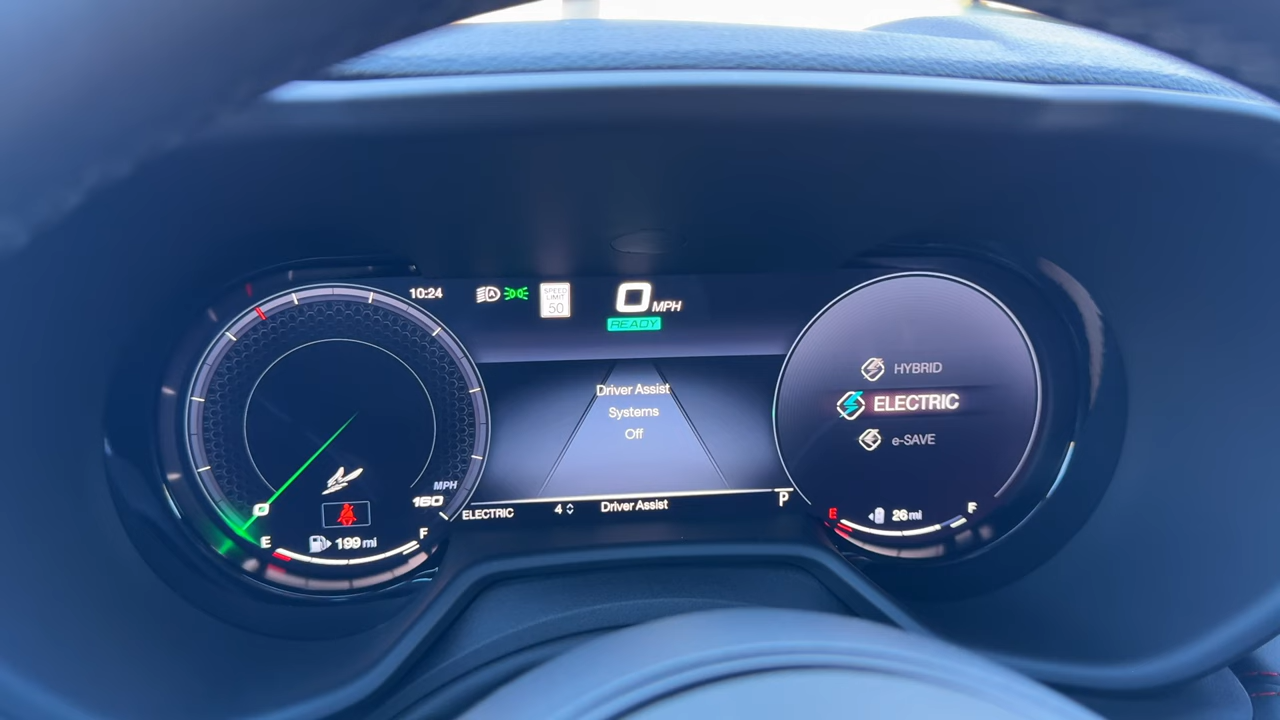 10:24
SPEED
LIMIT
50
0 MPH
READY
Driver Assist
Systems
Off
HYBRID
ELECTRIC
e-SAVE
MPH
160
0
E
F
199 mi
ELECTRIC
4
Driver Assist
P
E
F
26 mi